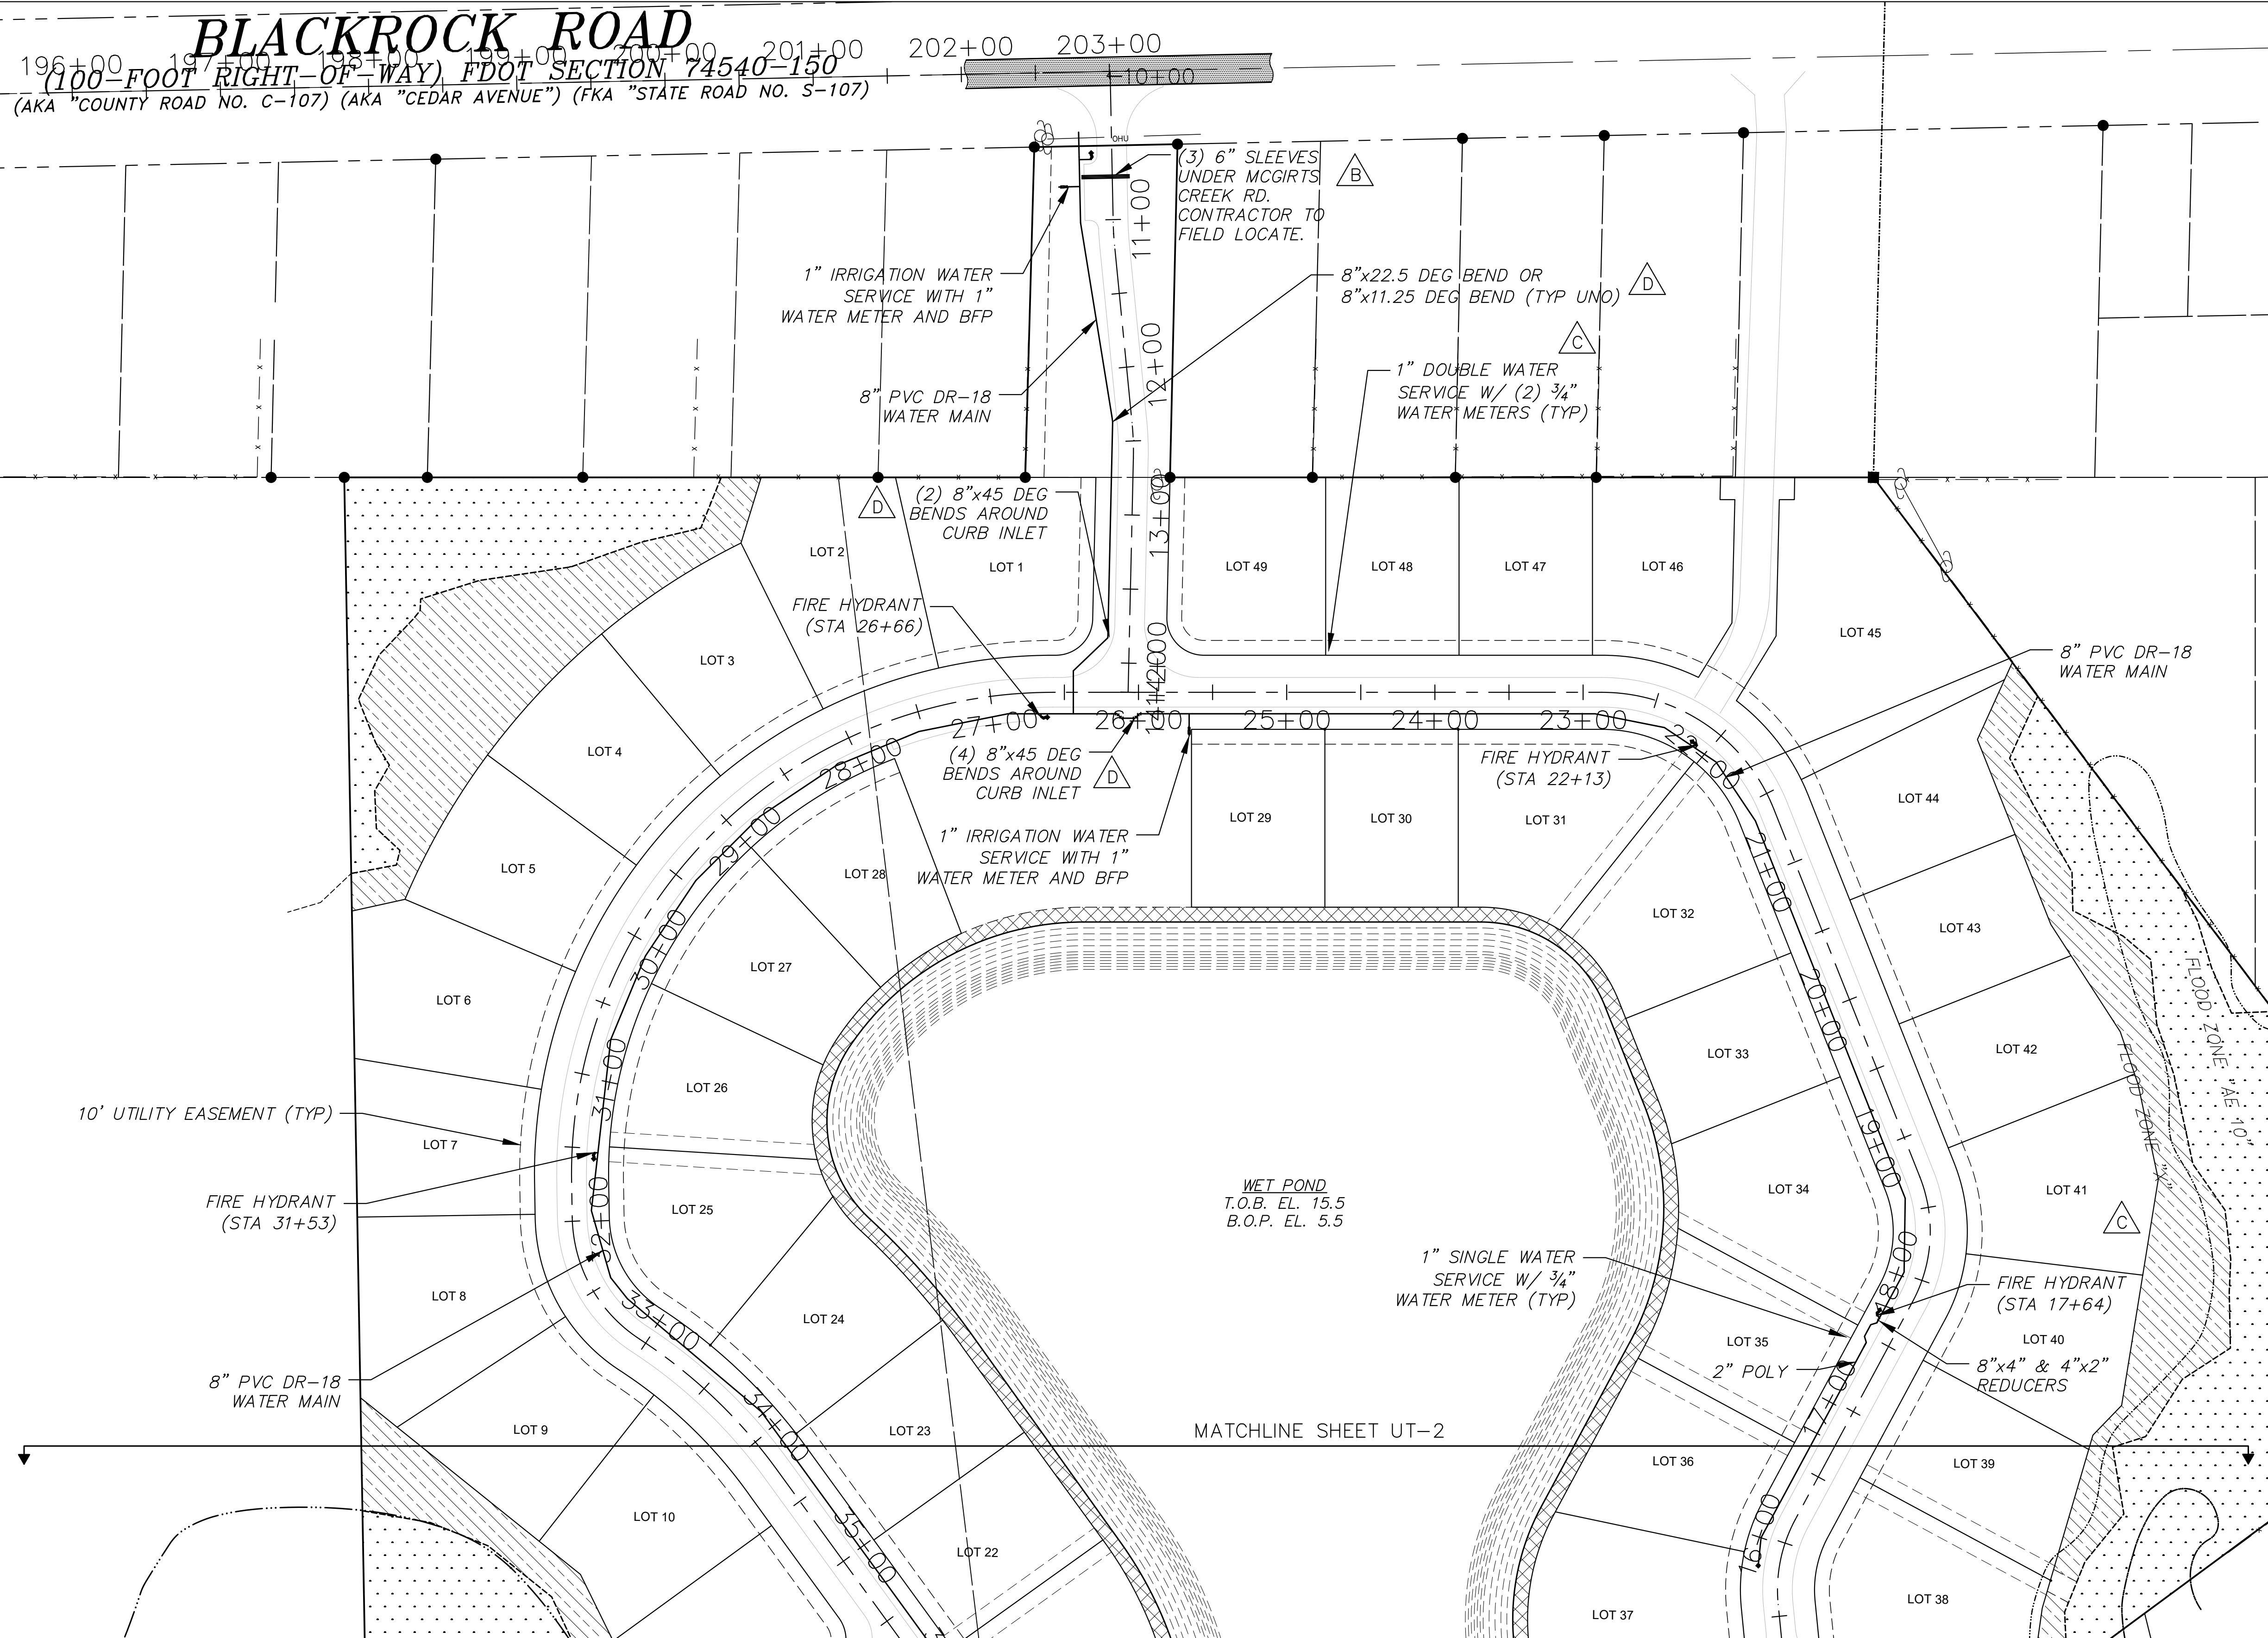 BLACKROCK ROAD
196+00 197+00 198+00 199+00 200+00 201+00 202+00 203+00
(100-FOOT RIGHT-OF-WAY) FDOT SECTION 74540-150
(AKA "COUNTY ROAD NO. C-107) (AKA "CEDAR AVENUE") (FKA "STATE ROAD NO. S-107)
10+00
OHU
(3) 6" SLEEVES
UNDER MCGIRTS
CREEK RD.
CONTRACTOR TO
FIELD LOCATE.
B
11+00
1" IRRIGATION WATER
SERVICE WITH 1"
WATER METER AND BFP
8"x22.5 DEG BEND OR
8"x11.25 DEG BEND (TYP UNO)
D
C
12+00
8" PVC DR-18
WATER MAIN
1" DOUBLE WATER
SERVICE W/ (2) ¾"
WATER METERS (TYP)
D
(2) 8"x45 DEG
BENDS AROUND
CURB INLET
13+00
LOT 2
LOT 1
LOT 49
LOT 48
LOT 47
LOT 46
LOT 45
FIRE HYDRANT
(STA 26+66)
LOT 3
8" PVC DR-18
WATER MAIN
27+00 26+00 25+00 24+00 23+00
22+00
LOT 4
28+00
(4) 8"x45 DEG
BENDS AROUND
CURB INLET
D
FIRE HYDRANT
(STA 22+13)
LOT 44
LOT 29
LOT 30
LOT 31
29+00
1" IRRIGATION WATER
SERVICE WITH 1"
WATER METER AND BFP
LOT 5
LOT 28
21+00
LOT 32
LOT 43
30+00
LOT 27
LOT 6
20+00
LOT 33
LOT 42
FLOOD ZONE "AE 10"
FLOOD ZONE "X"
31+00
LOT 26
10' UTILITY EASEMENT (TYP)
LOT 7
19+00
FIRE HYDRANT
(STA 31+53)
LOT 25
32+00
WET POND
T.O.B. EL. 15.5
B.O.P. EL. 5.5
LOT 34
LOT 41
C
1" SINGLE WATER
SERVICE W/ ¾"
WATER METER (TYP)
18+00
FIRE HYDRANT
(STA 17+64)
LOT 8
33+00
LOT 24
LOT 35
LOT 40
2" POLY
8"x4" & 4"x2"
REDUCERS
8" PVC DR-18
WATER MAIN
17+00
34+00
LOT 9
LOT 23
MATCHLINE SHEET UT-2
LOT 36
LOT 39
LOT 10
16+00
35+00
LOT 22
LOT 37
LOT 38